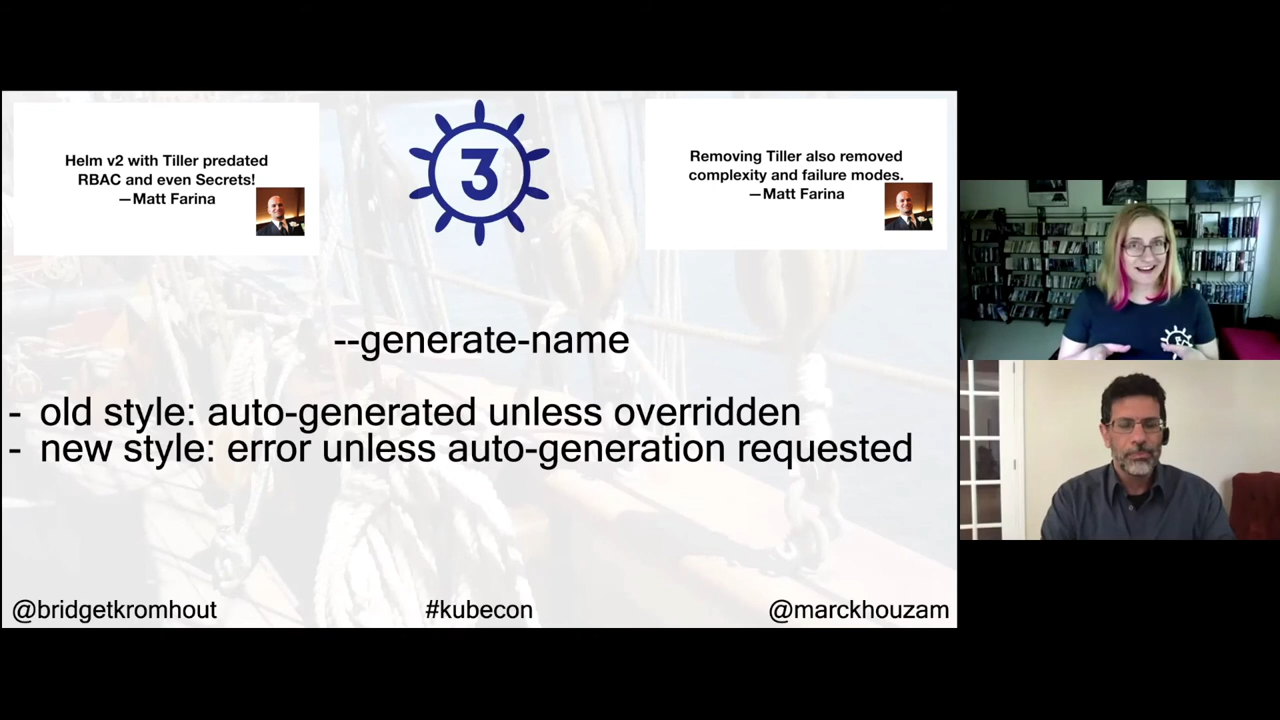 Helm v2 with Tiller predated
RBAC and even Secrets!
—Matt Farina
3
Removing Tiller also removed
complexity and failure modes.
—Matt Farina
--generate-name
- old style: auto-generated unless overridden
- new style: error unless auto-generation requested
@bridgetkromhout
#kubecon
@marckhouzam